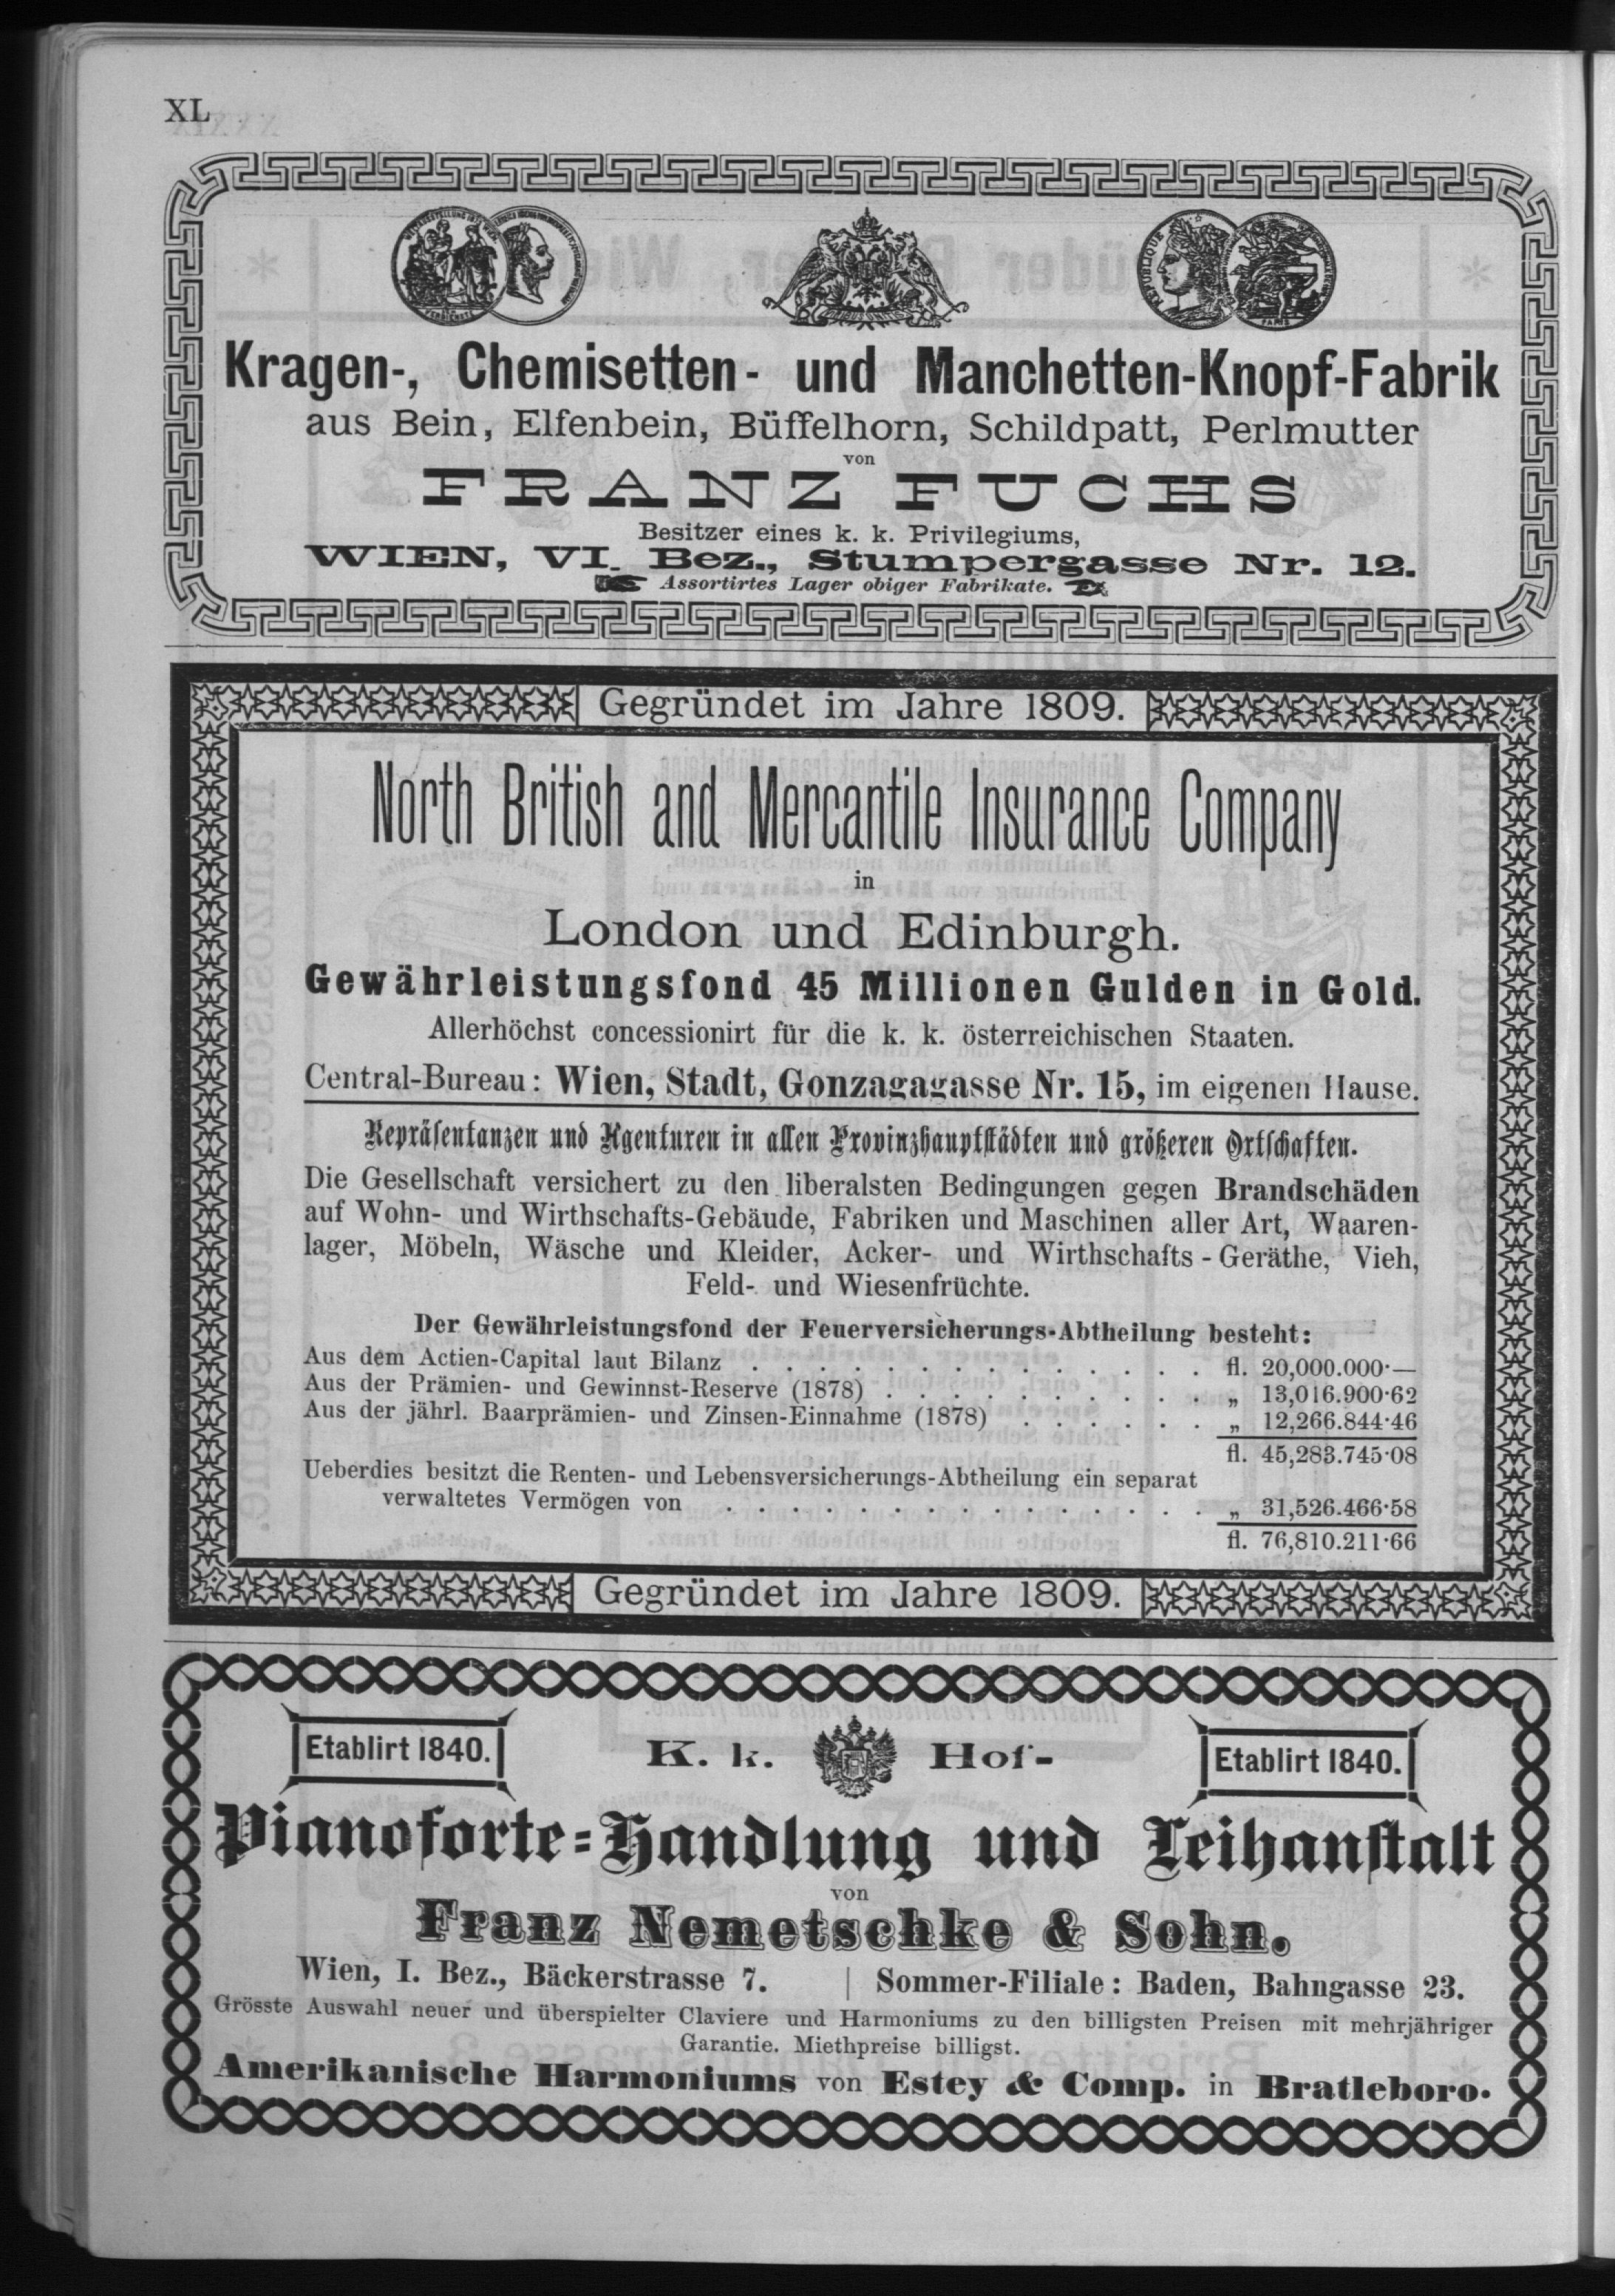 XL
Kragen-, Chemisetten- und Manchetten-Knopf-Fabrik
aus Bein, Elfenbein, Büffelhorn, Schildpatt, Perlmutter
von
FRANZ FUCHS
Besitzer eines k. k. Privilegiums,
WIEN, VI. Bez., Stumpergasse Nr. 12.
Assortirtes Lager obiger Fabrikate.
Gegründet im Jahre 1809.
North British and Mercantile Insurance Company
in
London und Edinburgh.
Gewährleistungsfond 45 Millionen Gulden in Gold.
Allerhöchst concessionirt für die k. k. österreichischen Staaten.
Central-Bureau: Wien, Stadt, Gonzagagasse Nr. 15, im eigenen Hause.
Repräsentanzen und Agenturen in allen Provinzhauptstädten und größeren Ortschaften.
Die Gesellschaft versichert zu den liberalsten Bedingungen gegen Brandschäden
auf Wohn- und Wirthschafts-Gebäude, Fabriken und Maschinen aller Art, Waaren-
lager, Möbeln, Wäsche und Kleider, Acker- und Wirthschafts-Geräthe, Vieh,
Feld- und Wiesenfrüchte.
Der Gewährleistungsfond der Feuerversicherungs-Abtheilung besteht:
Aus dem Actien-Capital laut Bilanz . . . . . . . . . . . . . . fl. 20,000.000·—
Aus der Prämien- und Gewinnst-Reserve (1878) . . . . . . . . . . „ 13,016.900·62
Aus der jährl. Baarprämien- und Zinsen-Einnahme (1878) . . . . . . „ 12,266.844·46
fl. 45,283.745·08
Ueberdies besitzt die Renten- und Lebensversicherungs-Abtheilung ein separat
verwaltetes Vermögen von . . . . . . . . . . . . . . . „ 31,526.466·58
fl. 76,810.211·66
Gegründet im Jahre 1809.
Etablirt 1840. K. k. Hof- Etablirt 1840.
Pianoforte-Handlung und Leihanstalt
von
Franz Nemetschke & Sohn.
Wien, I. Bez., Bäckerstrasse 7. | Sommer-Filiale: Baden, Bahngasse 23.
Grösste Auswahl neuer und überspielter Claviere und Harmoniums zu den billigsten Preisen mit mehrjähriger
Garantie. Miethpreise billigst.
Amerikanische Harmoniums von Estey & Comp. in Bratleboro.